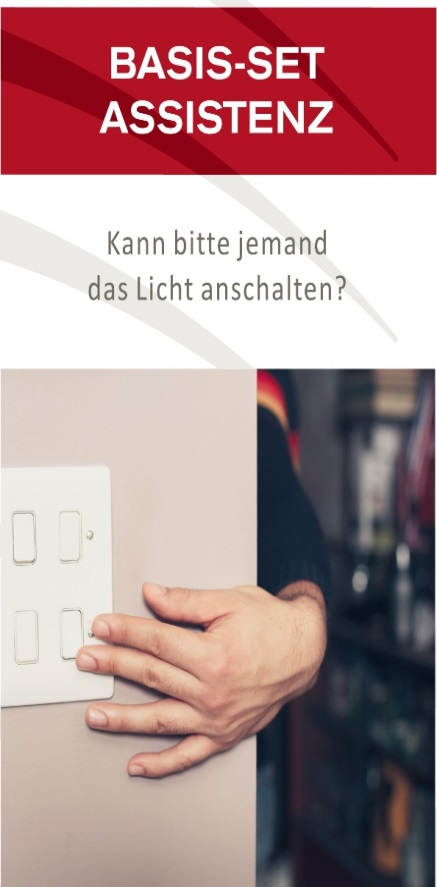 BASIS-SET
ASSISTENZ
Kann bitte jemand
das Licht anschalten?